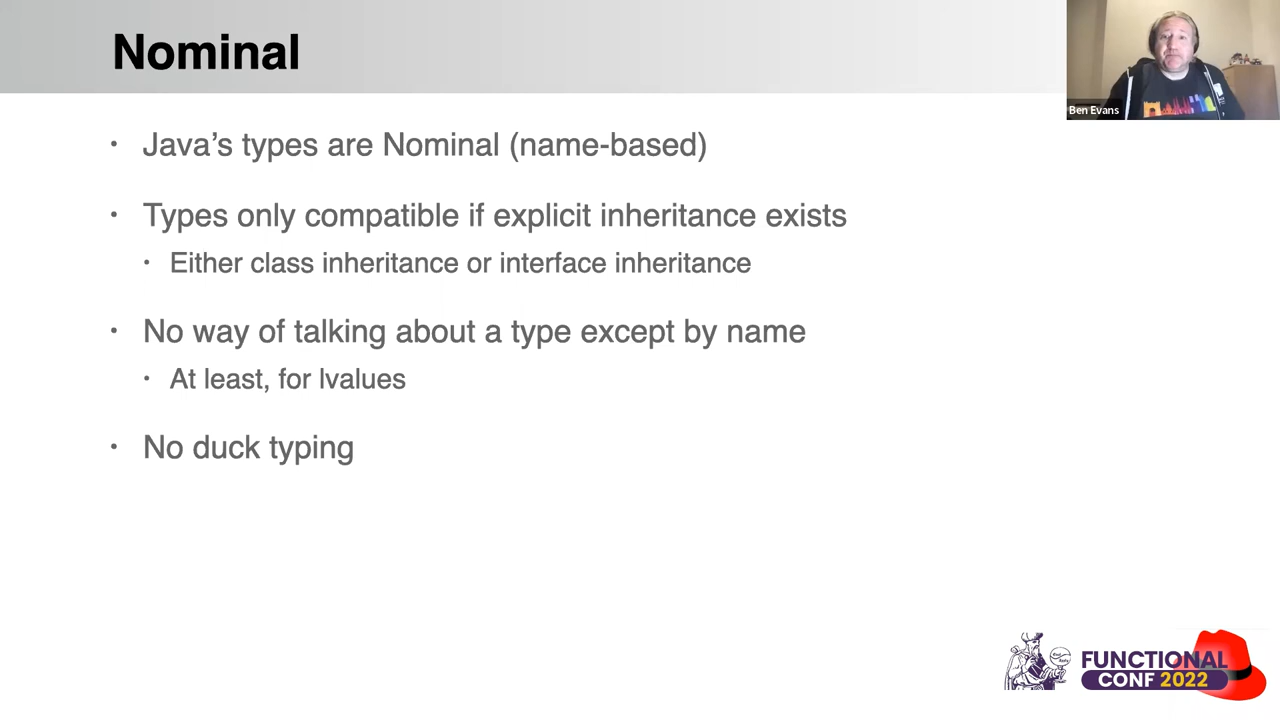 Nominal
Ben Evans
• Java’s types are Nominal (name-based)
• Types only compatible if explicit inheritance exists
• Either class inheritance or interface inheritance
• No way of talking about a type except by name
• At least, for lvalues
• No duck typing
FUNCTIONAL
CONF 2022